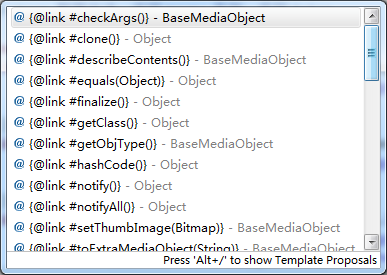 @ {@link #checkArgs()} - BaseMediaObject
@ {@link #clone()} - Object
@ {@link #describeContents()} - BaseMediaObject
@ {@link #equals(Object)} - Object
@ {@link #finalize()} - Object
@ {@link #getClass()} - Object
@ {@link #getObjType()} - BaseMediaObject
@ {@link #hashCode()} - Object
@ {@link #notify()} - Object
@ {@link #notifyAll()} - Object
@ {@link #setThumbImage(Bitmap)} - BaseMediaObject
@ {@link #toExtraMediaObject(String)} - BaseMediaObject
Press 'Alt+/' to show Template Proposals